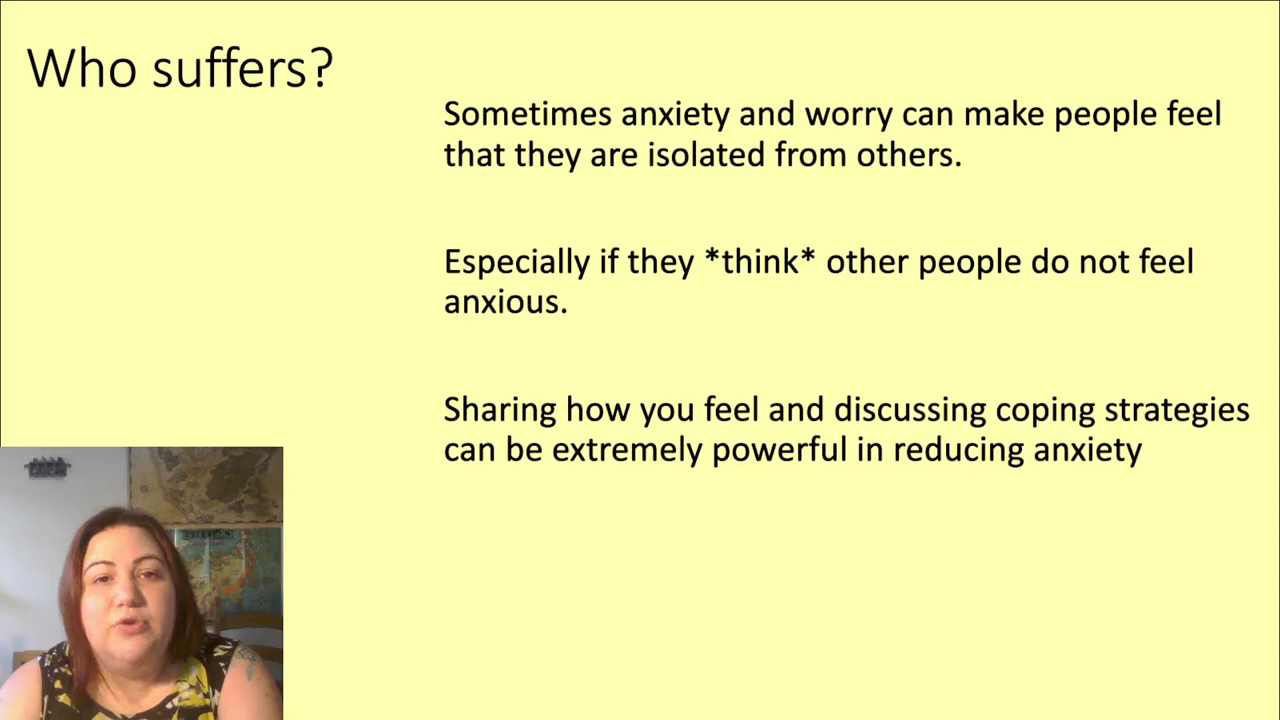 Who suffers?
Sometimes anxiety and worry can make people feel
that they are isolated from others.
Especially if they *think* other people do not feel
anxious.
Sharing how you feel and discussing coping strategies
can be extremely powerful in reducing anxiety